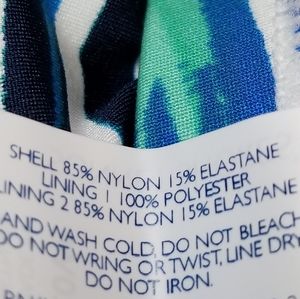 SHELL 85% NYLON 15% ELASTANE
LINING 1 100% POLYESTER
LINING 2 85% NYLON 15% ELASTANE
AND WASH COLD, DO NOT BLEACH
DO NOT WRING OR TWIST, LINE DRY
DO NOT IRON.